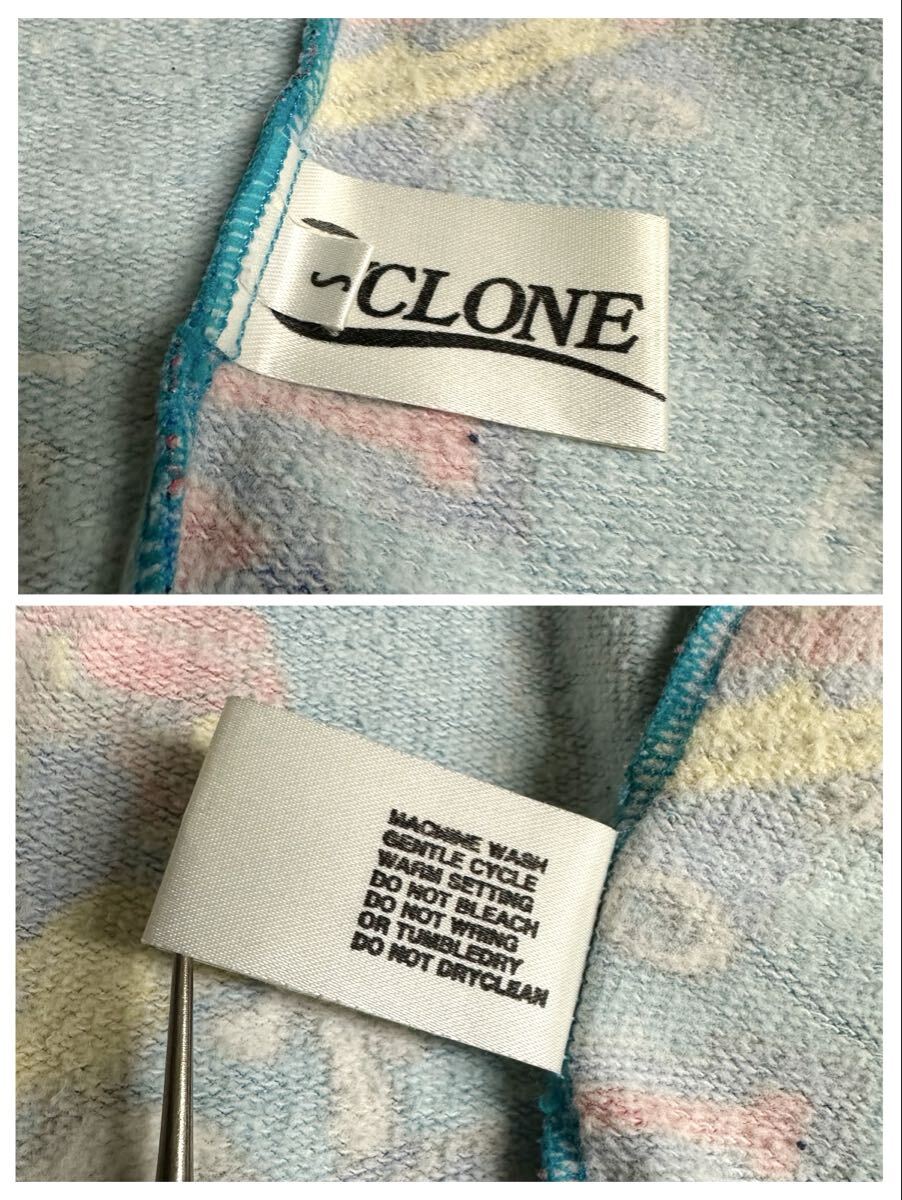 S
CLONE
MACHINE WASH
GENTLE CYCLE
WARM SETTING
DO NOT BLEACH
DO NOT WRING
OR TUMBLEDRY
DO NOT DRYCLEAN